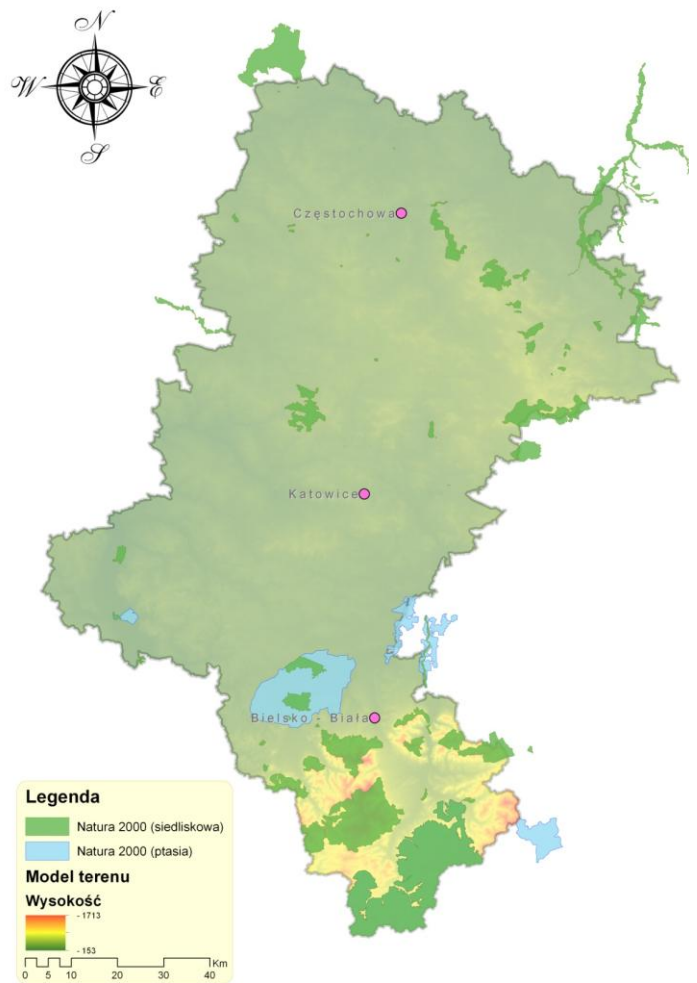 N
W
E
S
Częstochowa
Katowice
Bielsko - Biała
Legenda
Natura 2000 (siedliskowa)
Natura 2000 (ptasia)
Model terenu
Wysokość
- 1713
- 153
Km
0 5 10 20 30 40